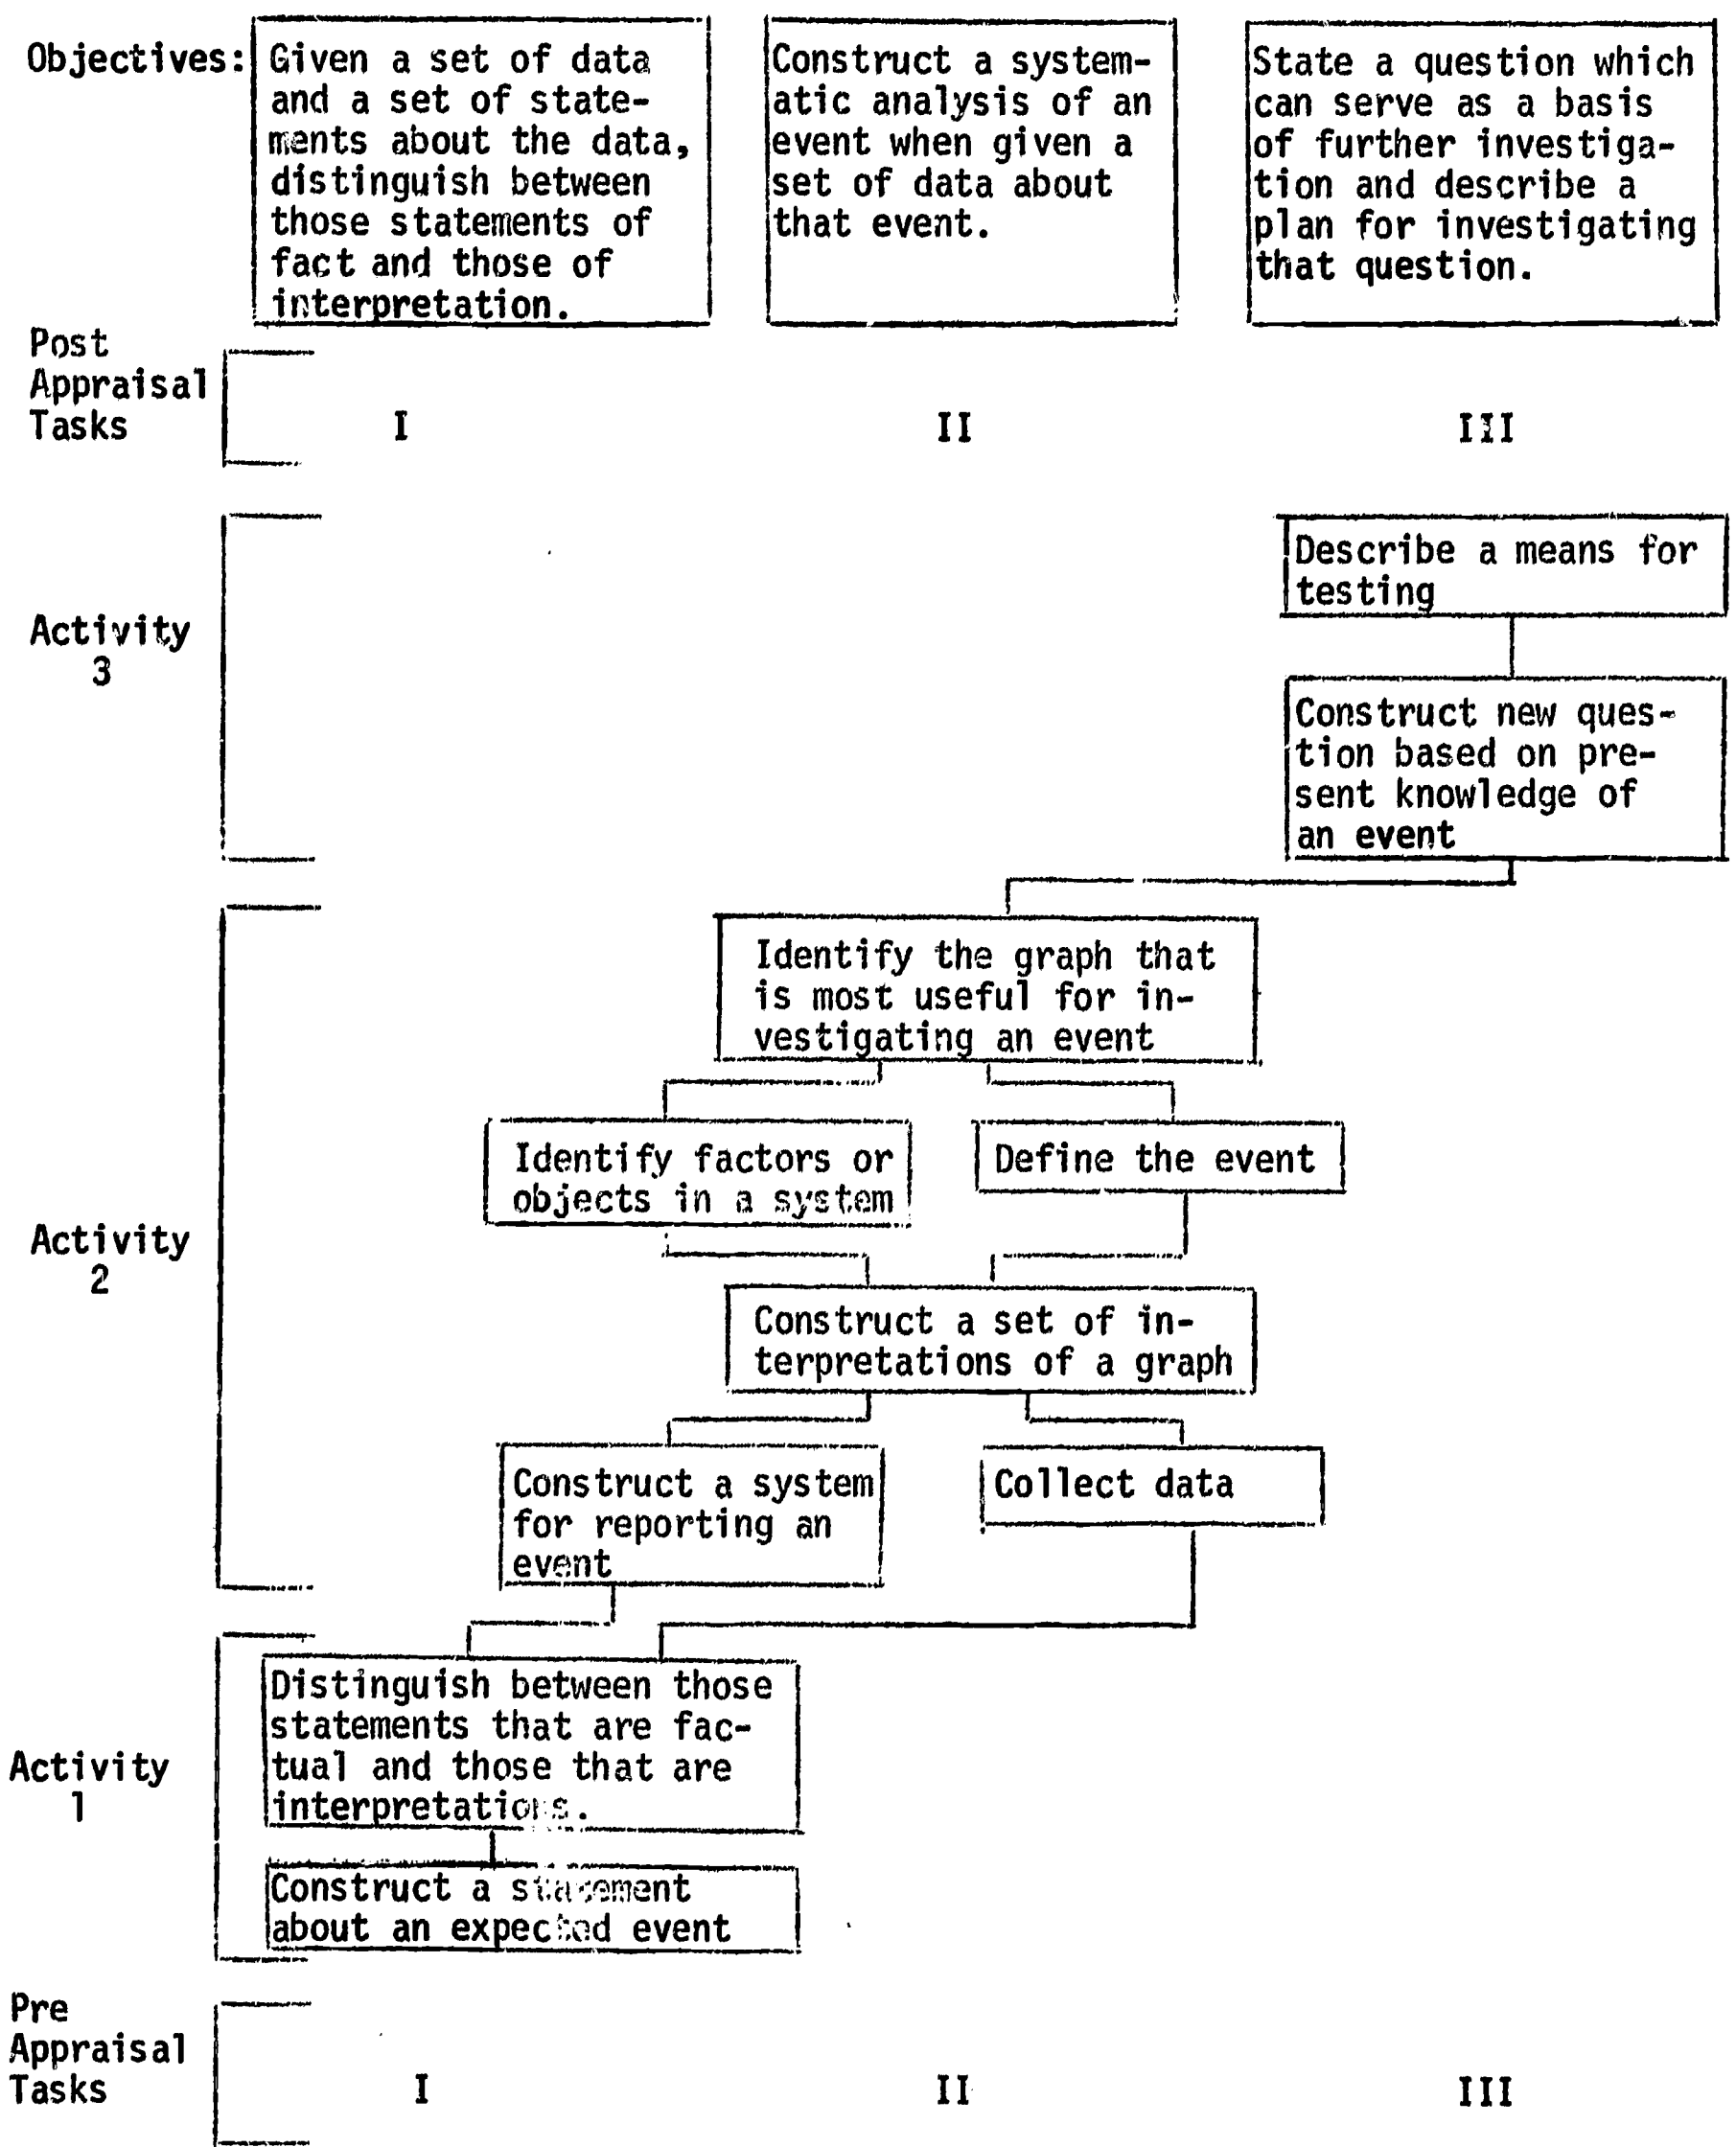 Objectives:
Given a set of data
and a set of state-
ments about the data,
distinguish between
those statements of
fact and those of
interpretation.
Construct a system-
atic analysis of an
event when given a
set of data about
that event.
State a question which
can serve as a basis
of further investiga-
tion and describe a
plan for investigating
that question.
Post
Appraisal
Tasks
I
II
III
Activity
3
Describe a means for
testing
Construct new ques-
tion based on pre-
sent knowledge of
an event
Activity
2
Identify the graph that
is most useful for in-
vestigating an event
Identify factors or
objects in a system
Define the event
Construct a set of in-
terpretations of a graph
Construct a system
for reporting an
event
Collect data
Activity
1
Distinguish between those
statements that are fac-
tual and those that are
interpretations.
Construct a statement
about an expected event
Pre
Appraisal
Tasks
I
II
III